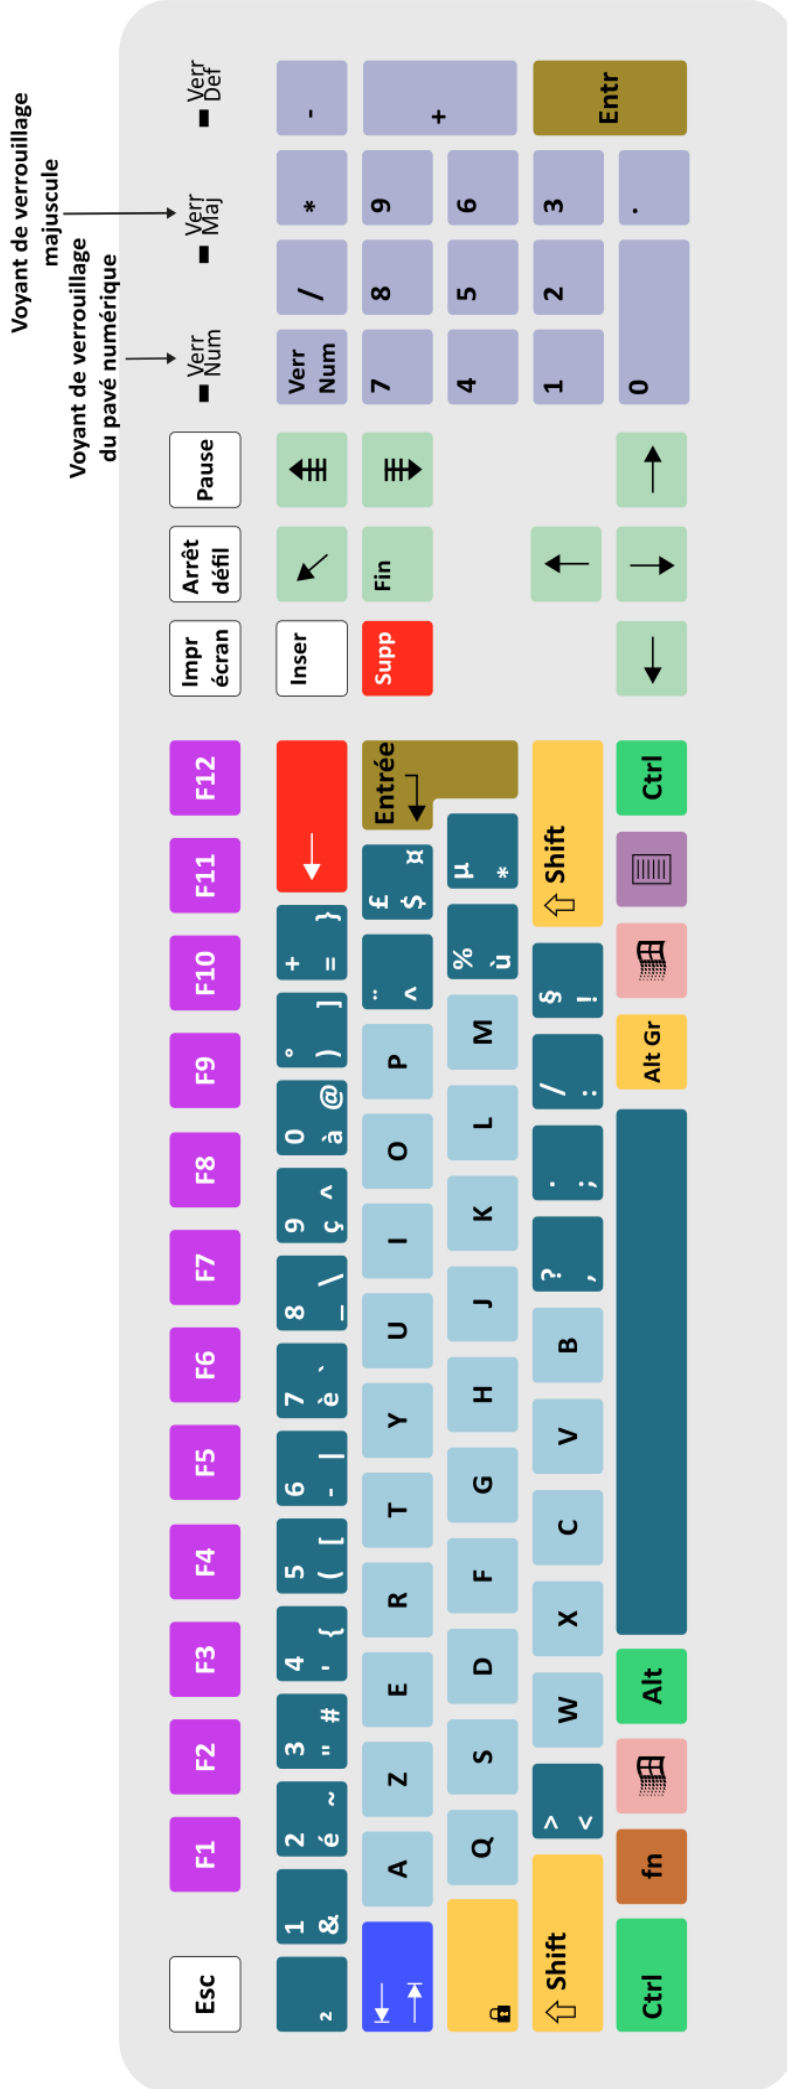 Voyant de verrouillage
majuscule
Voyant de verrouillage
du pavé numérique
Esc
F1
F2
F3
F4
F5
F6
F7
F8
F9
F10
F11
F12
Impr
écran
Arrêt
défil
Pause
Verr
Num
Verr
Maj
Verr
Def
²
1
&
2
é ~
3
" #
4
' {
5
( [
6
- |
7
è `
8
_ \
9
ç ^
0
à @
°
) ]
+
= }
Inser
Verr
Num
/
*
-
A
Z
E
R
T
Y
U
I
O
P
¨
^
£
$ ¤
Entrée
Supp
Fin
7
8
9
+
Q
S
D
F
G
H
J
K
L
M
%
ù
µ
*
4
5
6
Shift
>
<
W
X
C
V
B
?
,
.
;
/
:
§
!
Shift
1
2
3
Entr
Ctrl
fn
Alt
Alt Gr
Ctrl
0
.